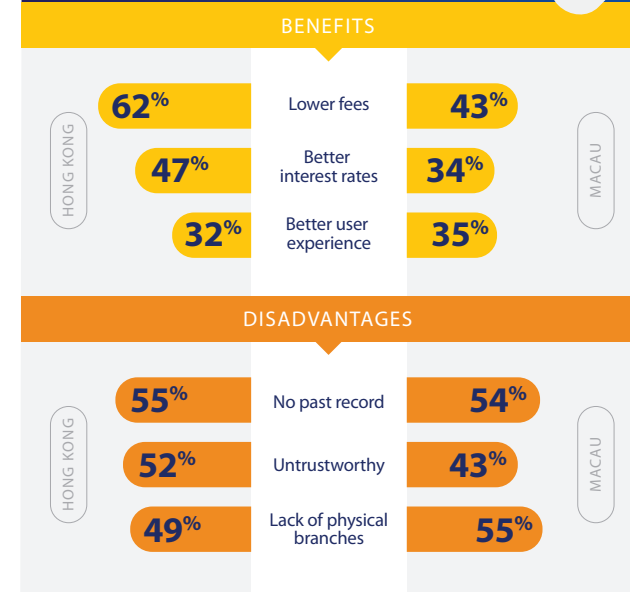 BENEFITS
HONG KONG
62% Lower fees 43%
47% Better
interest rates 34%
32% Better user
experience 35%
MACAU
DISADVANTAGES
HONG KONG
55% No past record 54%
52% Untrustworthy 43%
49% Lack of physical
branches 55%
MACAU